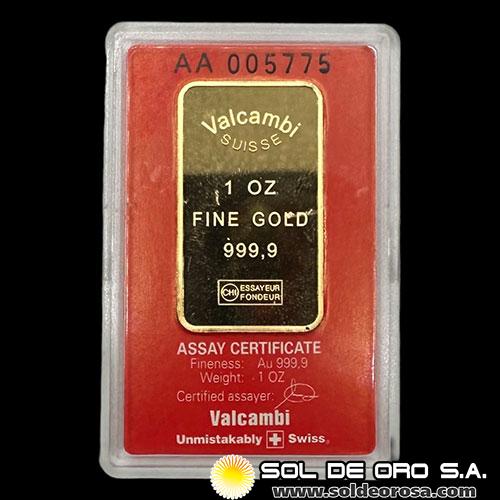 AA 005775
Valcambi
SUISSE
1 OZ
FINE GOLD
999,9
CHI ESSAYEUR
FONDEUR
ASSAY CERTIFICATE
Fineness: Au 999,9
Weight: 1 OZ
Certified assayer:
Valcambi
Unmistakably Swiss.
SOL DE ORO S.A.
www.soldeorosa.com